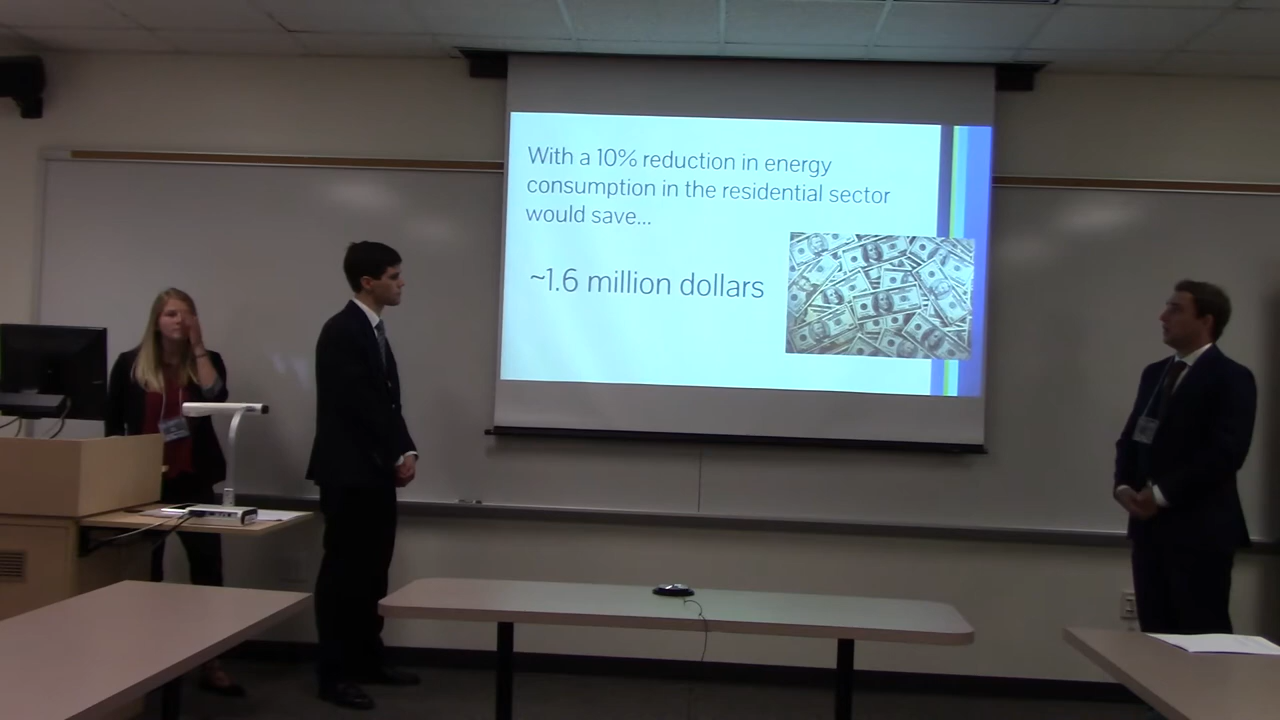 With a 10% reduction in energy
consumption in the residential sector
would save...
~1.6 million dollars